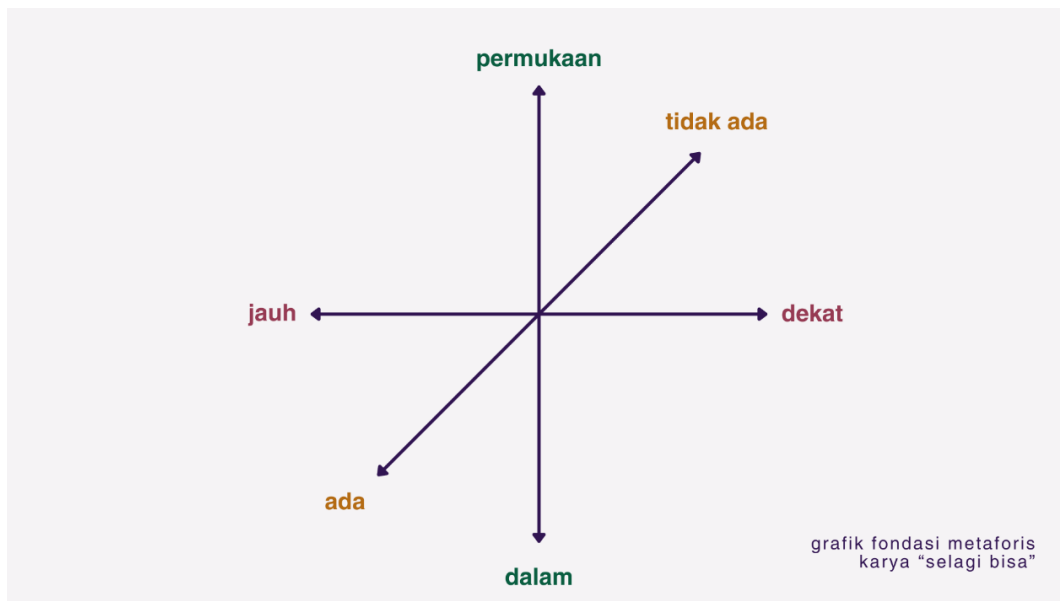 permukaan
tidak ada
jauh
dekat
ada
dalam
grafik fondasi metaforis
karya “selagi bisa”